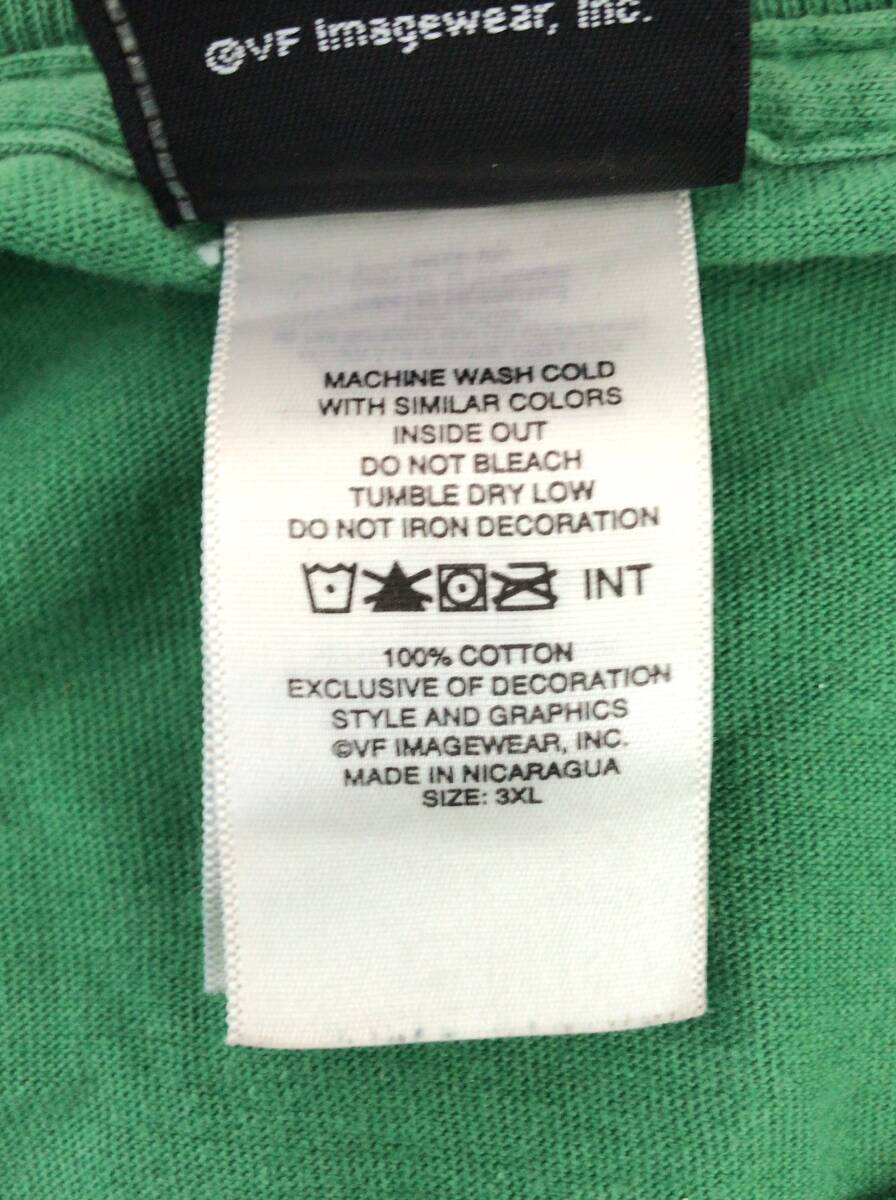 ©VF Imagewear, Inc.
MACHINE WASH COLD
WITH SIMILAR COLORS
INSIDE OUT
DO NOT BLEACH
TUMBLE DRY LOW
DO NOT IRON DECORATION
INT
100% COTTON
EXCLUSIVE OF DECORATION
STYLE AND GRAPHICS
©VF IMAGEWEAR, INC.
MADE IN NICARAGUA
SIZE: 3XL